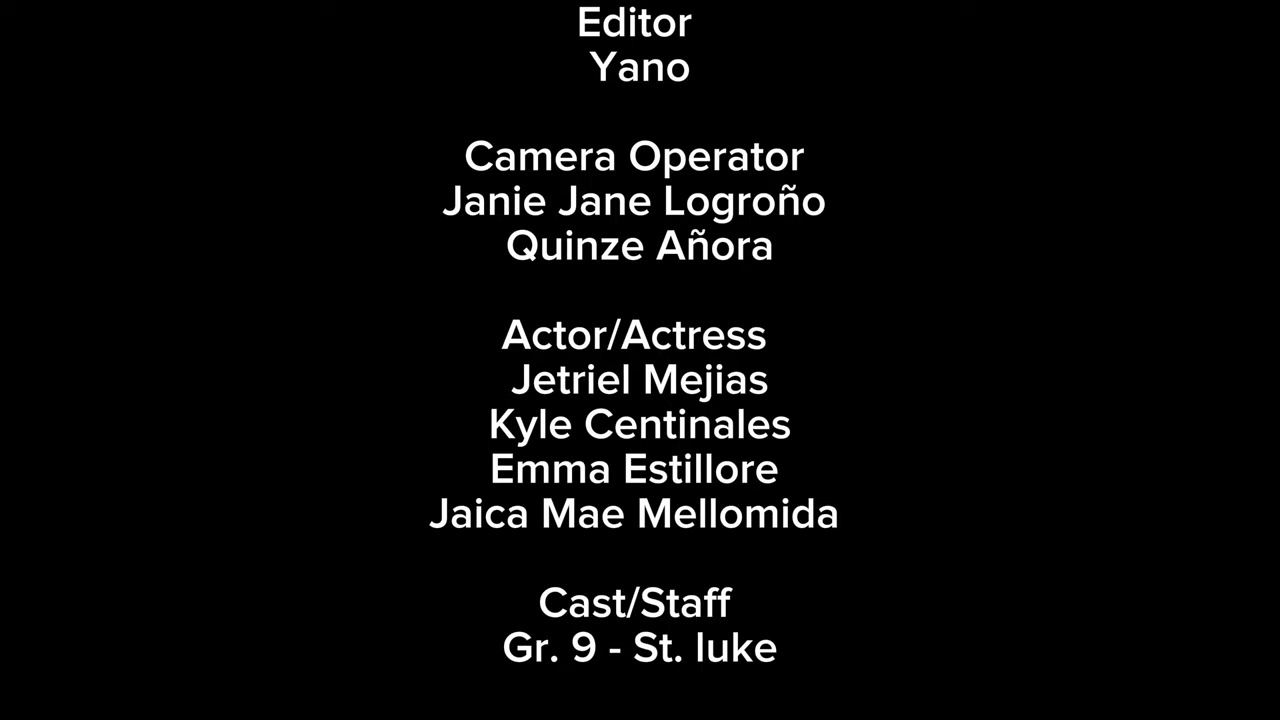 Editor
Yano
Camera Operator
Janie Jane Logroño
Quinze Añora
Actor/Actress
Jetriel Mejias
Kyle Centinales
Emma Estillore
Jaica Mae Mellomida
Cast/Staff
Gr. 9 - St. luke